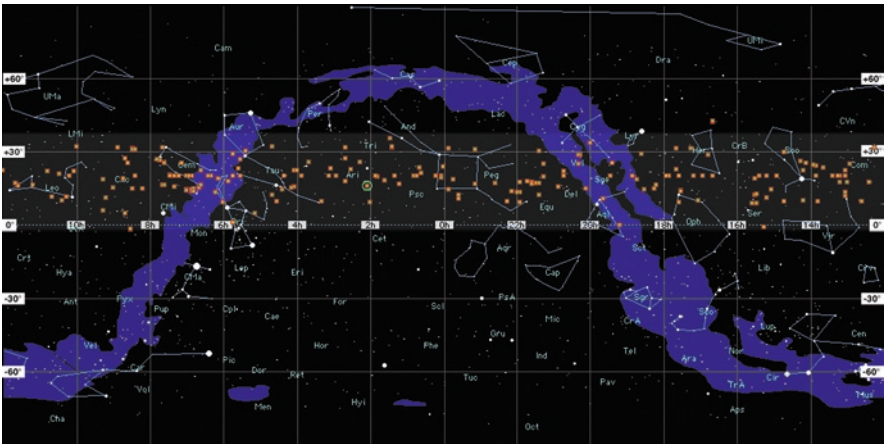 UMi
Cam
Cep
Dra
+60°
Cas
+60°
UMa
Lyn
Per
Lac
Cyg
CVn
LMi
Aur
And
Lyr
Tri
Her
CrB
Boo
+30°
+30°
Gem
Tau
Ari
Peg
Vul
Com
Leo
Cnc
Psc
Sge
Del
CMi
Equ
Aql
Ser
0°
10h
8h
6h
4h
2h
0h
22h
20h
18h
16h
14h
0°
Mon
Oph
Vir
Cet
Aqr
Sct
Crt
Hya
CMa
Lep
Eri
Cap
Lib
Crv
-30°
-30°
Ant
Pyx
Pup
Cae
For
Scl
PsA
Mic
Sgr
Sco
CrA
Lup
Vel
Hor
Phe
Gru
Ind
Tel
Ara
Nor
Cen
-60°
-60°
Car
Vol
Pic
Dor
Ret
Tuc
Pav
TrA
Cir
Mus
Cha
Men
Hyi
Oct
Aps